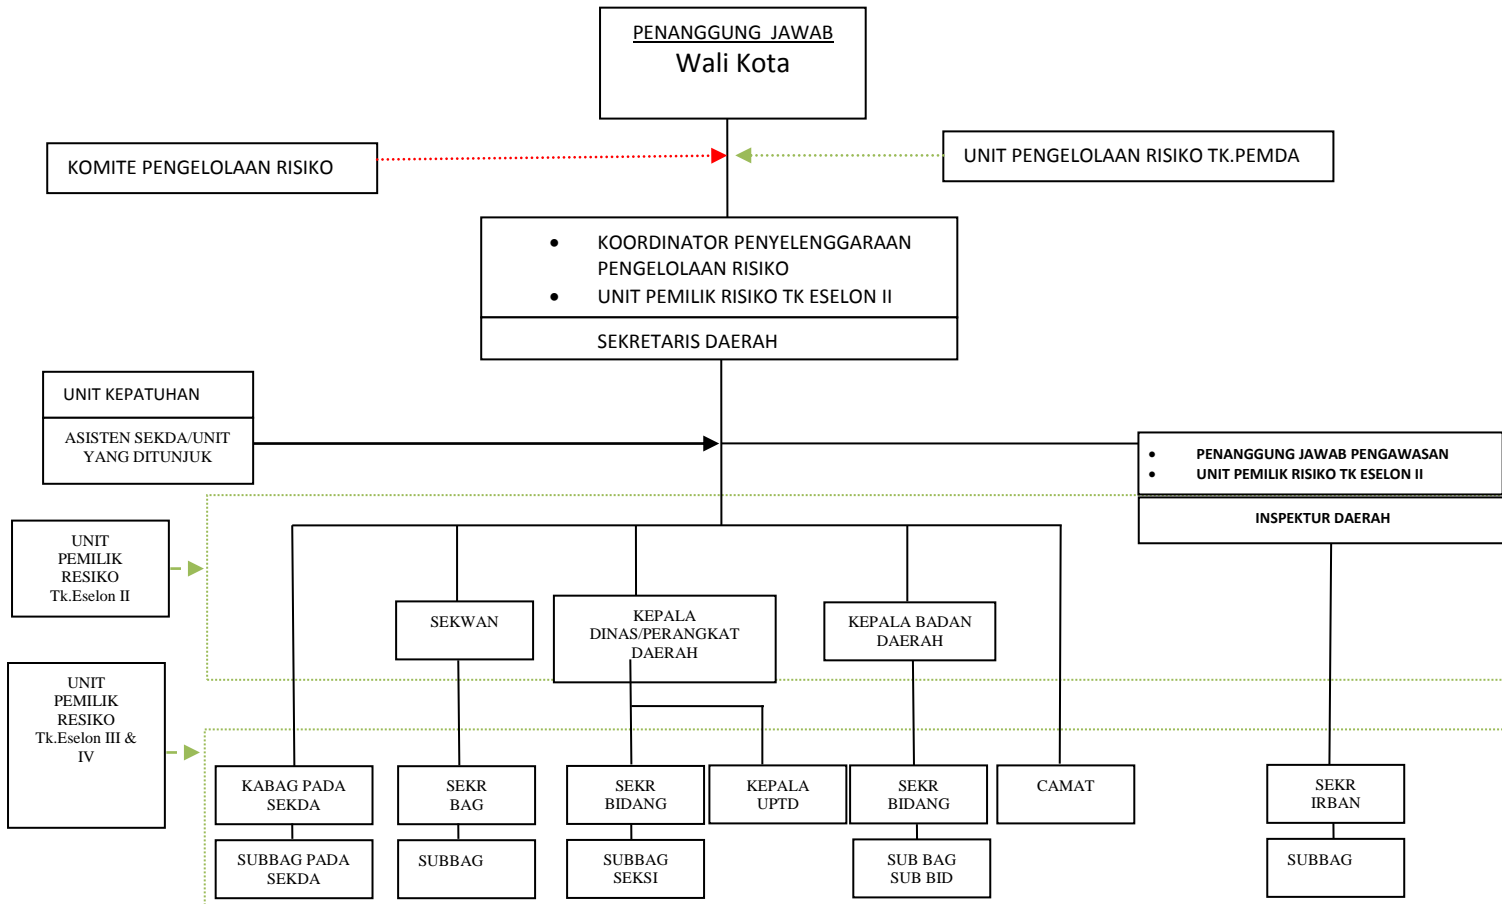 PENANGGUNG JAWAB
Wali Kota
KOMITE PENGELOLAAN RISIKO
UNIT PENGELOLAAN RISIKO TK.PEMDA
• KOORDINATOR PENYELENGGARAAN
PENGELOLAAN RISIKO
• UNIT PEMILIK RISIKO TK ESELON II
SEKRETARIS DAERAH
UNIT KEPATUHAN
ASISTEN SEKDA/UNIT
YANG DITUNJUK
• PENANGGUNG JAWAB PENGAWASAN
• UNIT PEMILIK RISIKO TK ESELON II
INSPEKTUR DAERAH
UNIT
PEMILIK
RESIKO
Tk.Eselon II
SEKWAN
KEPALA
DINAS/PERANGKAT
DAERAH
KEPALA BADAN
DAERAH
UNIT
PEMILIK
RESIKO
Tk.Eselon III &
IV
KABAG PADA
SEKDA
SEKR
BAG
SEKR
BIDANG
KEPALA
UPTD
SEKR
BIDANG
CAMAT
SEKR
IRBAN
SUBBAG PADA
SEKDA
SUBBAG
SUBBAG
SEKSI
SUB BAG
SUB BID
SUBBAG